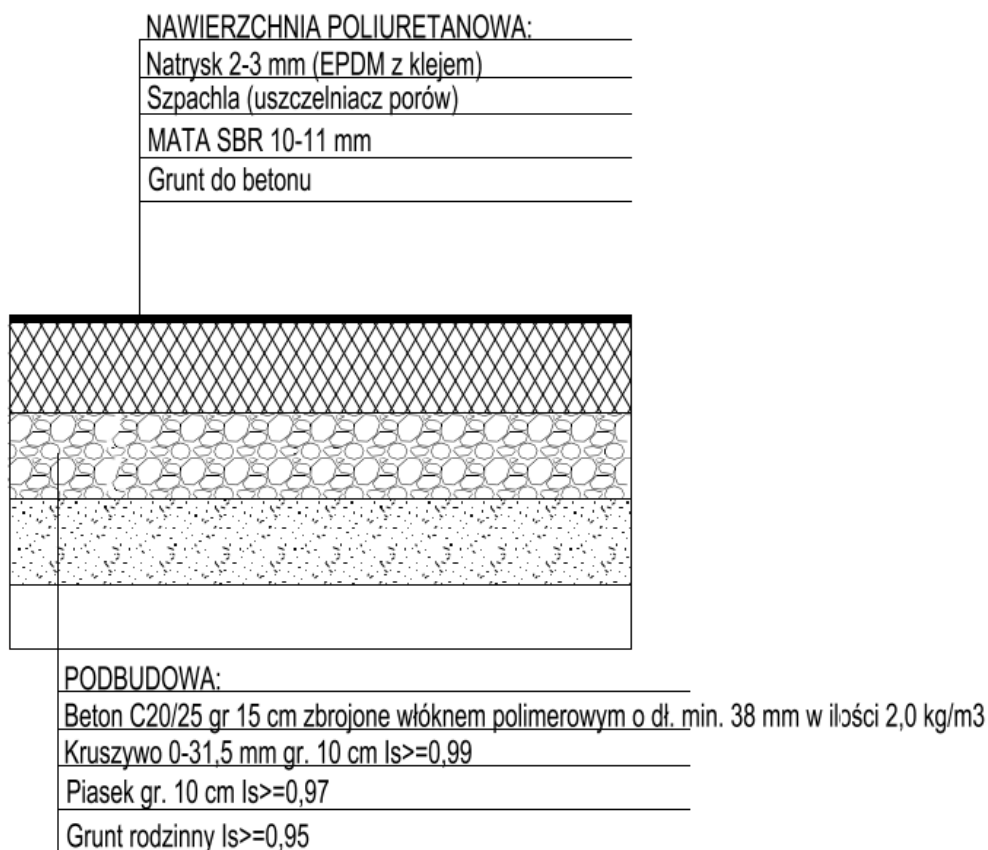 NAWIERZCHNIA POLIURETANOWA:
Natrysk 2-3 mm (EPDM z klejem)
Szpachla (uszczelniacz porów)
MATA SBR 10-11 mm
Grunt do betonu
PODBUDOWA:
Beton C20/25 gr 15 cm zbrojone włóknem polimerowym o dł. min. 38 mm w ilości 2,0 kg/m3
Kruszywo 0-31,5 mm gr. 10 cm Is>=0,99
Piasek gr. 10 cm Is>=0,97
Grunt rodzinny Is>=0,95